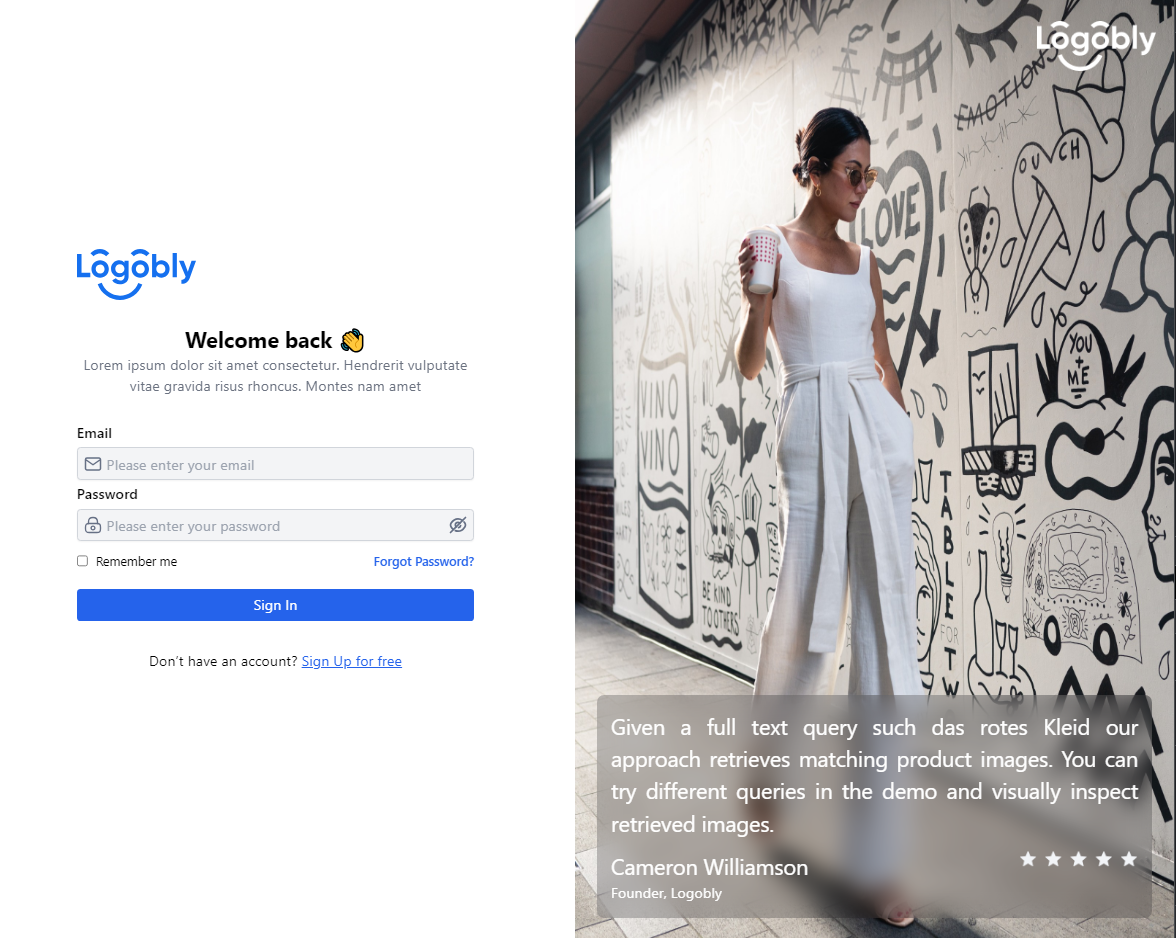 Logobly
Welcome back 👋
Lorem ipsum dolor sit amet consectetur. Hendrerit vulputate
vitae gravida risus rhoncus. Montes nam amet
Email
Please enter your email
Password
Please enter your password
Remember me
Forgot Password?
Sign In
Don’t have an account? Sign Up for free
Logobly
EMOTIONS
OUCH
LOVE
YOU
+
ME
VINO
VINO
TABLE
FOR
TW
GYPSY
BE KIND
TO OTHERS
Given a full text query such das rotes Kleid our
approach retrieves matching product images. You can
try different queries in the demo and visually inspect
retrieved images.
Cameron Williamson
Founder, Logobly